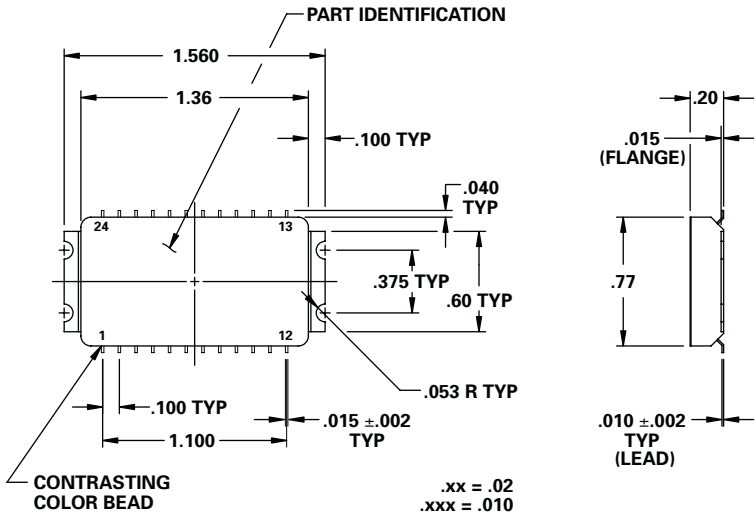 PART IDENTIFICATION
1.560
1.36
.100 TYP
.20
.015
(FLANGE)
.040
TYP
24
13
.375 TYP
.60 TYP
.77
1
12
.053 R TYP
.100 TYP
.015 ±.002
TYP
1.100
.010 ±.002
TYP
(LEAD)
CONTRASTING
COLOR BEAD
.xx = .02
.xxx = .010